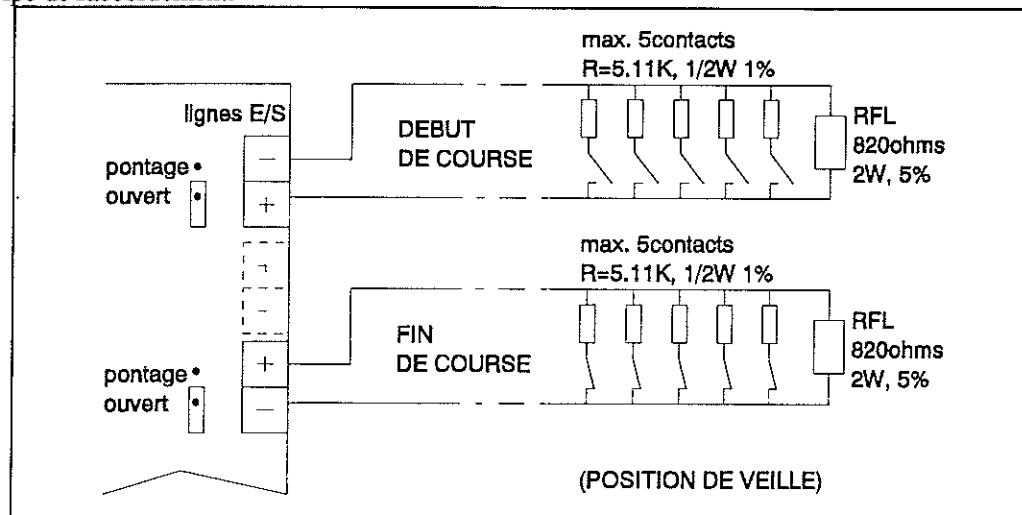 max. 5contacts
R=5.11K, 1/2W 1%
lignes E/S
DEBUT
DE COURSE
RFL
820ohms
2W, 5%
pontage
ouvert
−
+
-
-
max. 5contacts
R=5.11K, 1/2W 1%
FIN
DE COURSE
RFL
820ohms
2W, 5%
pontage
ouvert
+
−
(POSITION DE VEILLE)